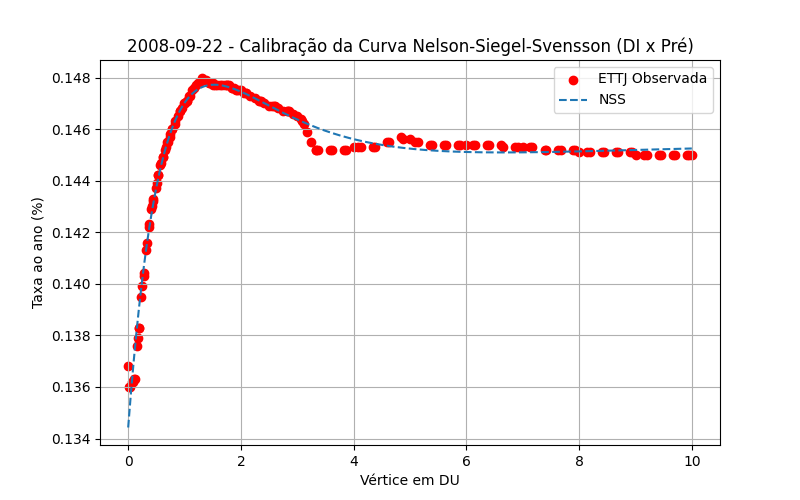 2008-09-22 - Calibração da Curva Nelson-Siegel-Svensson (DI x Pré)
ETTJ Observada
NSS
Taxa ao ano (%)
0.148
0.146
0.144
0.142
0.140
0.138
0.136
0.134
0 2 4 6 8 10
Vértice em DU